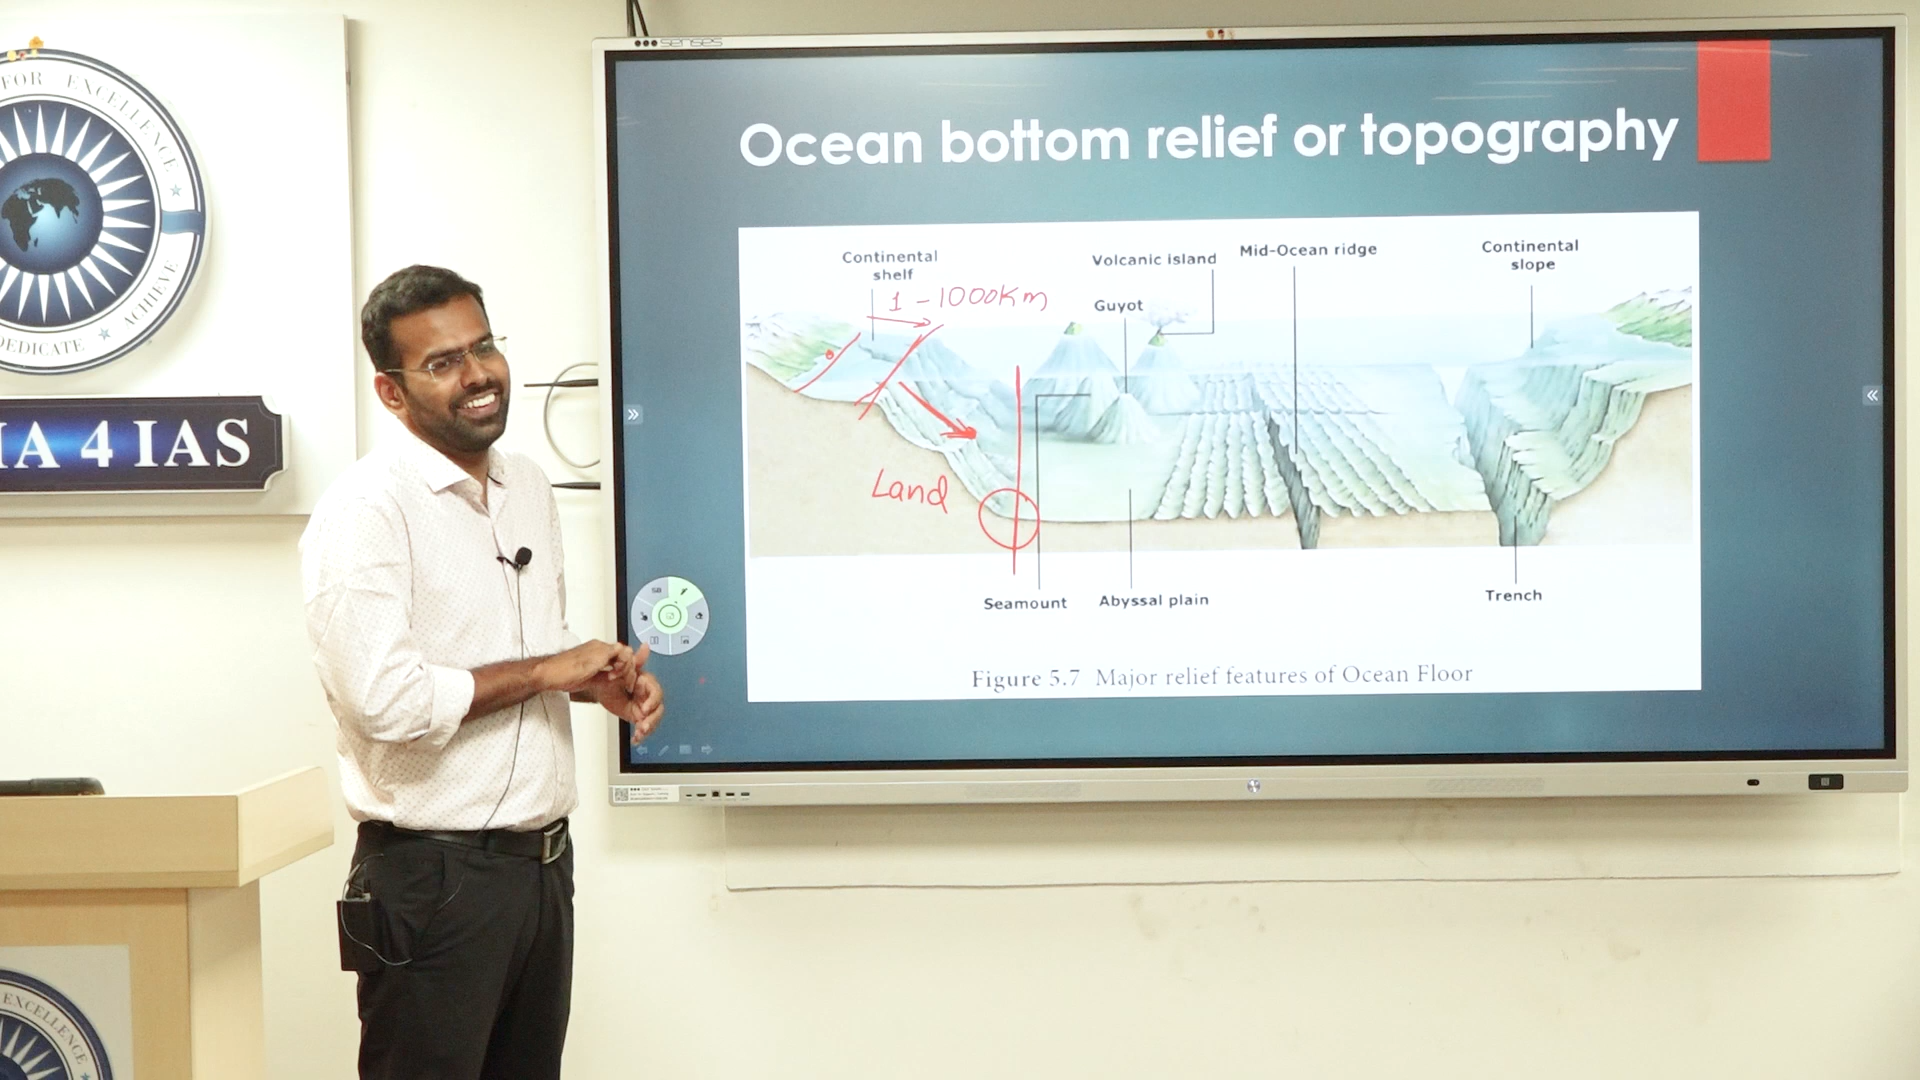 FOR EXCELLENCE
ACHIEVE
DEDICATE
IA 4 IAS
senses
Ocean bottom relief or topography
Continental
shelf
1 - 1000Km
Volcanic island
Guyot
Mid-Ocean ridge
Continental
slope
Land
Seamount
Abyssal plain
Trench
Figure 5.7 Major relief features of Ocean Floor
EXCELLENCE